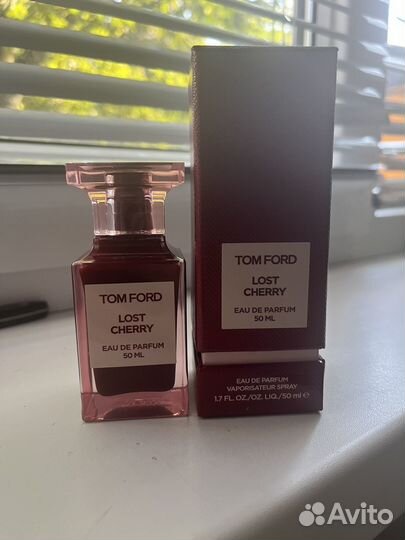 TOM FORD
LOST
CHERRY
EAU DE PARFUM
50 ML
TOM FORD
LOST
CHERRY
EAU DE PARFUM
50 ML
EAU DE PARFUM
VAPORISATEUR SPRAY
1.7 FL. OZ./OZ. LIQ./50 ml ℮
Avito